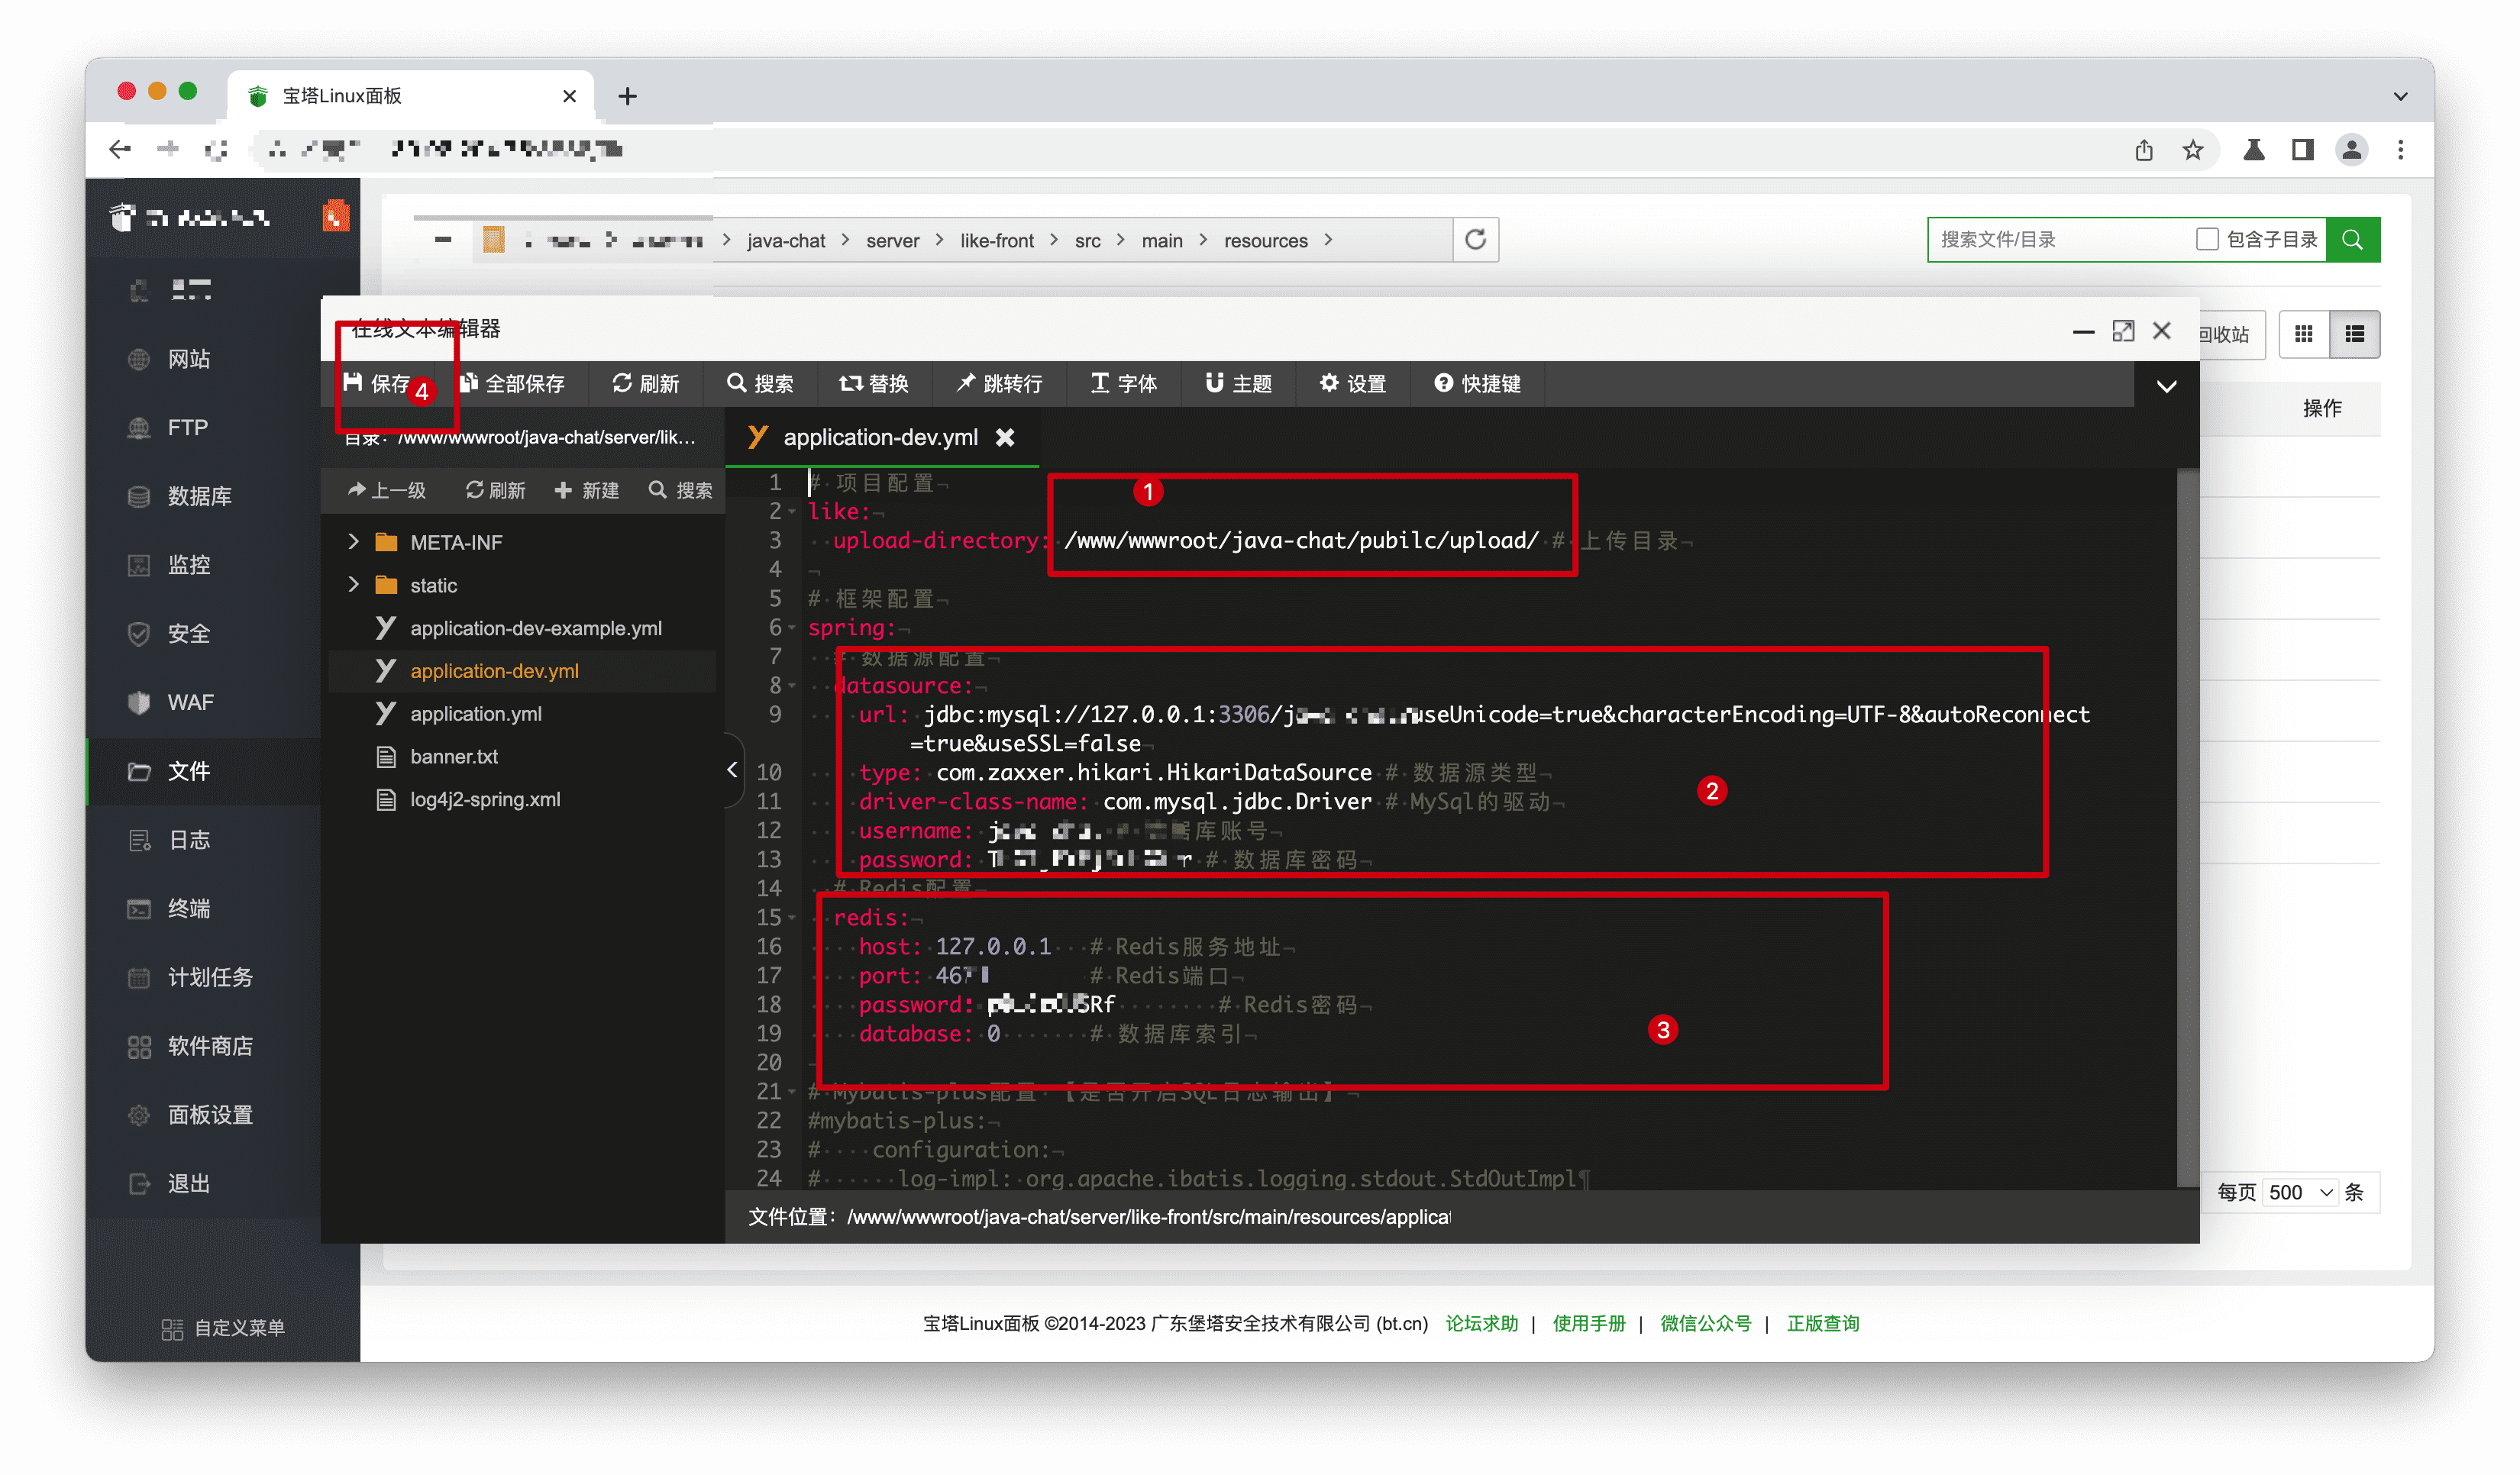 宝塔Linux面板
java-chat > server > like-front > src > main > resources >
搜索文件/目录
包含子目录
网站
FTP
数据库
监控
安全
WAF
文件
日志
终端
计划任务
软件商店
面板设置
退出
自定义菜单
回收站
操作
在线文本编辑器
保存
4
全部保存
刷新
搜索
替换
跳转行
字体
主题
设置
快捷键
目录: /www/wwwroot/java-chat/server/lik...
上一级
刷新
新建
搜索
META-INF
static
application-dev-example.yml
application-dev.yml
application.yml
banner.txt
log4j2-spring.xml
application-dev.yml
1 # 项目配置
1
2 like:
3 upload-directory: /www/wwwroot/java-chat/pubilc/upload/ # 上传目录
4
5 # 框架配置
6 spring:
7 # 数据源配置
8 datasource:
9 url: jdbc:mysql://127.0.0.1:3306/ useUnicode=true&characterEncoding=UTF-8&autoReconnect
=true&useSSL=false
10 type: com.zaxxer.hikari.HikariDataSource # 数据源类型
2
11 driver-class-name: com.mysql.jdbc.Driver # MySql的驱动
12 username: 库账号
13 password: # 数据库密码
14 # Redis配置
15 redis:
16 host: 127.0.0.1 # Redis服务地址
17 port: # Redis端口
18 password: # Redis密码
19 database: 0 # 数据库索引
3
20
21 # Mybatis-plus配置 【是否开启SQL日志输出】
22 #mybatis-plus:
23 # configuration:
24 # log-impl: org.apache.ibatis.logging.stdout.StdOutImpl
文件位置: /www/wwwroot/java-chat/server/like-front/src/main/resources/applicat
每页 500 条
宝塔Linux面板 ©2014-2023 广东堡塔安全技术有限公司 (bt.cn) 论坛求助 | 使用手册 | 微信公众号 | 正版查询